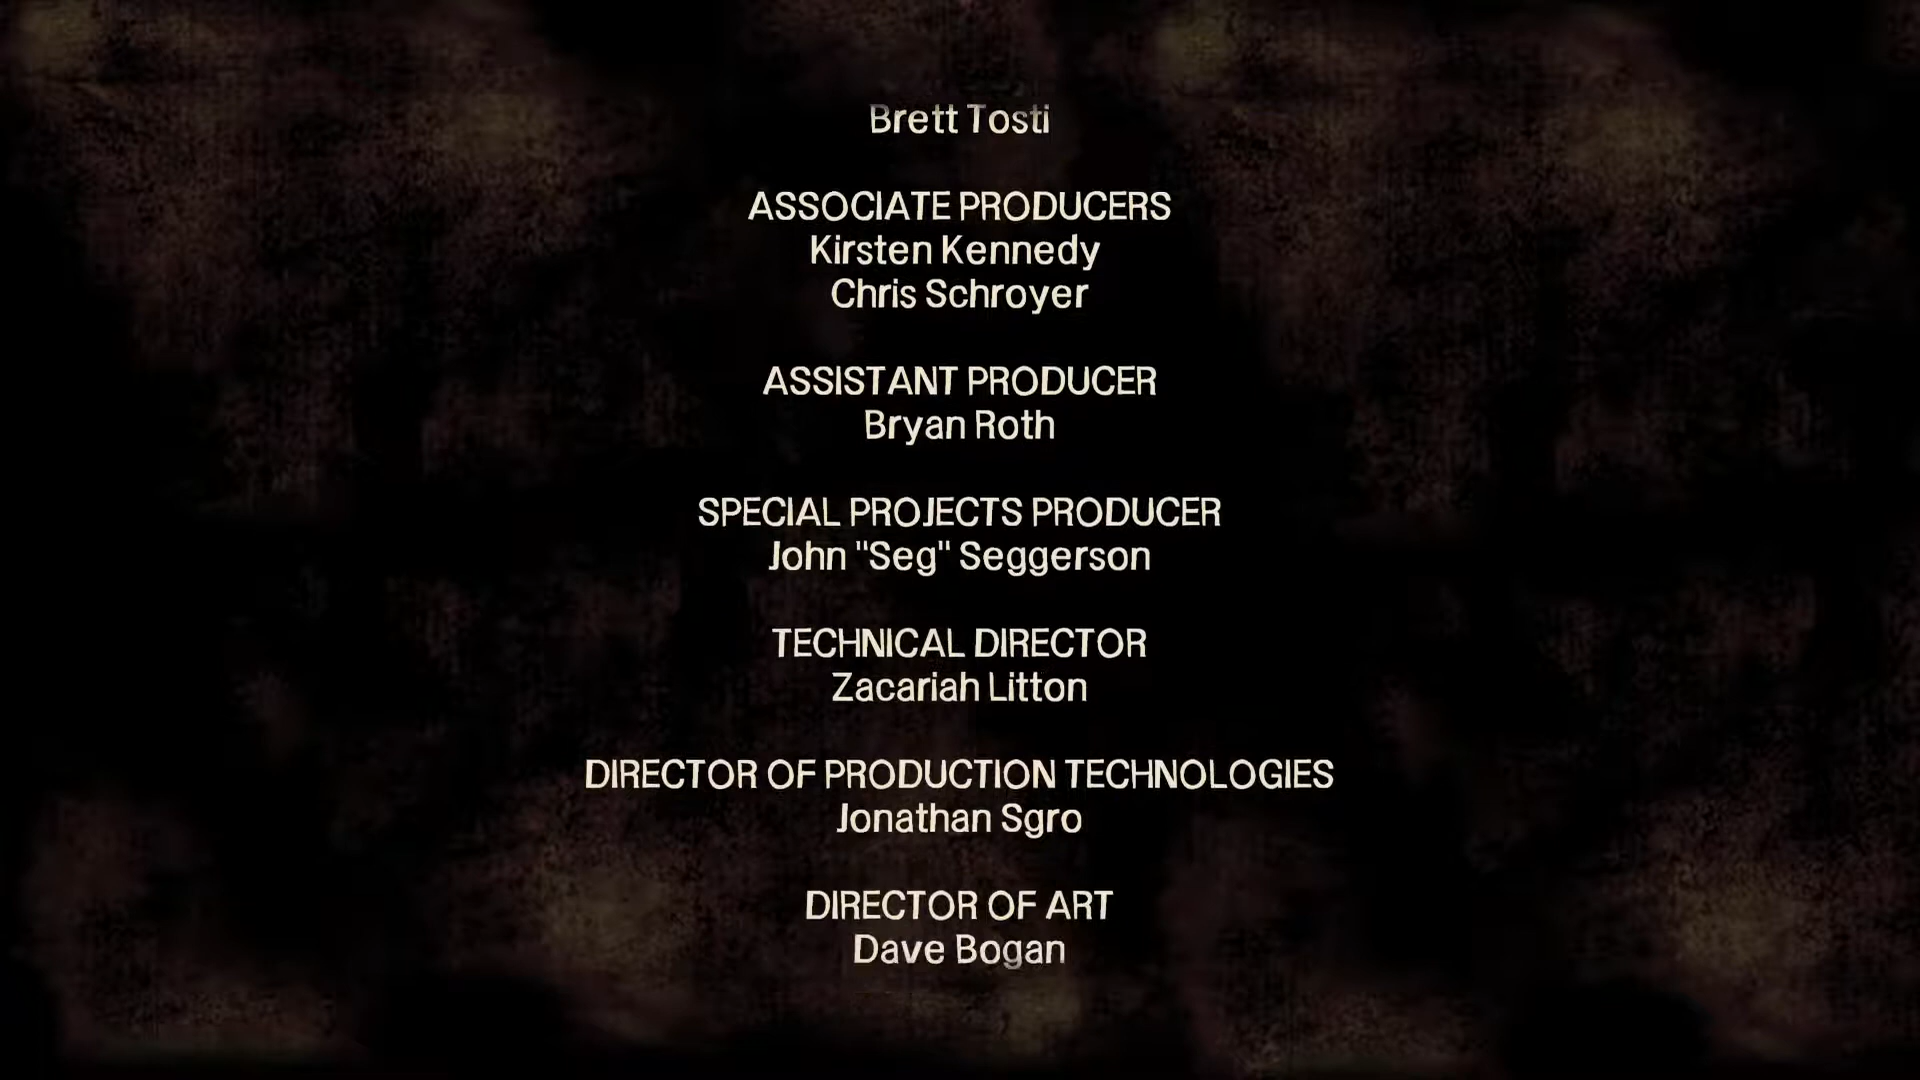 Brett Tosti
ASSOCIATE PRODUCERS
Kirsten Kennedy
Chris Schroyer
ASSISTANT PRODUCER
Bryan Roth
SPECIAL PROJECTS PRODUCER
John "Seg" Seggerson
TECHNICAL DIRECTOR
Zacariah Litton
DIRECTOR OF PRODUCTION TECHNOLOGIES
Jonathan Sgro
DIRECTOR OF ART
Dave Bogan